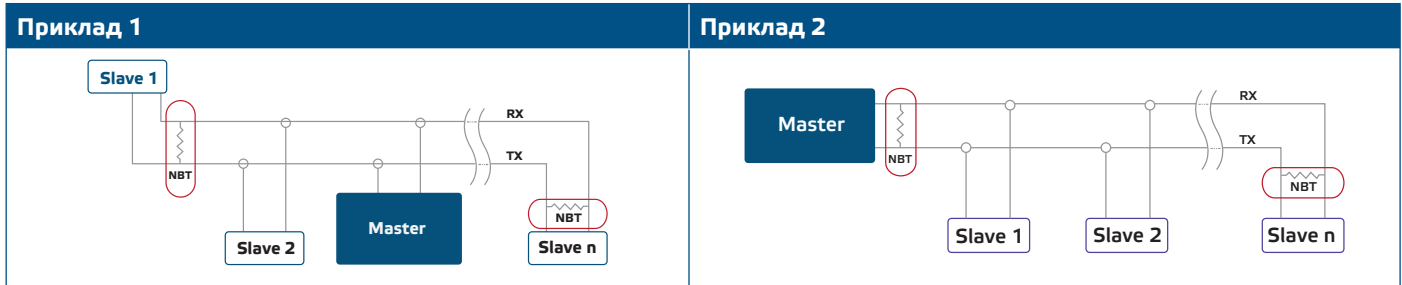 Приклад 1
Slave 1
RX
TX
NBT
NBT
Slave 2
Master
Slave n
Приклад 2
Master
RX
TX
NBT
NBT
Slave 1
Slave 2
Slave n